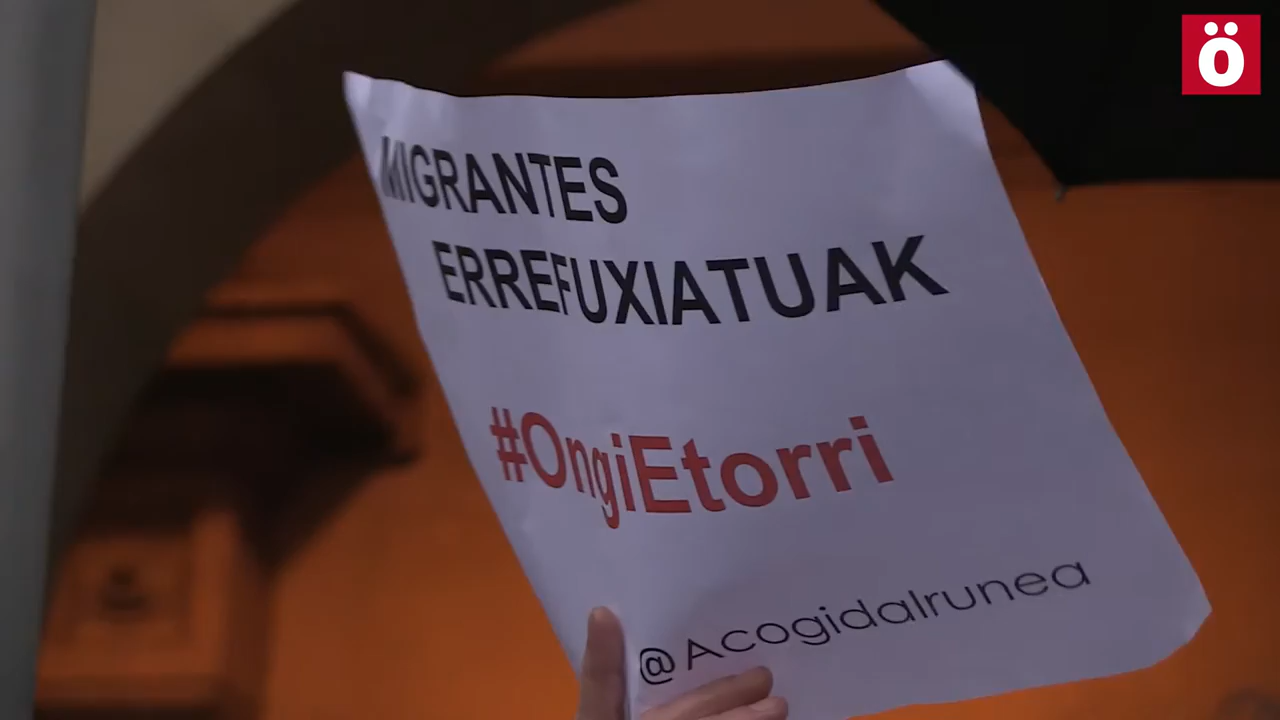 ö
MIGRANTES
ERREFUXIATUAK
#OngiEtorri
@AcogidaIrunea